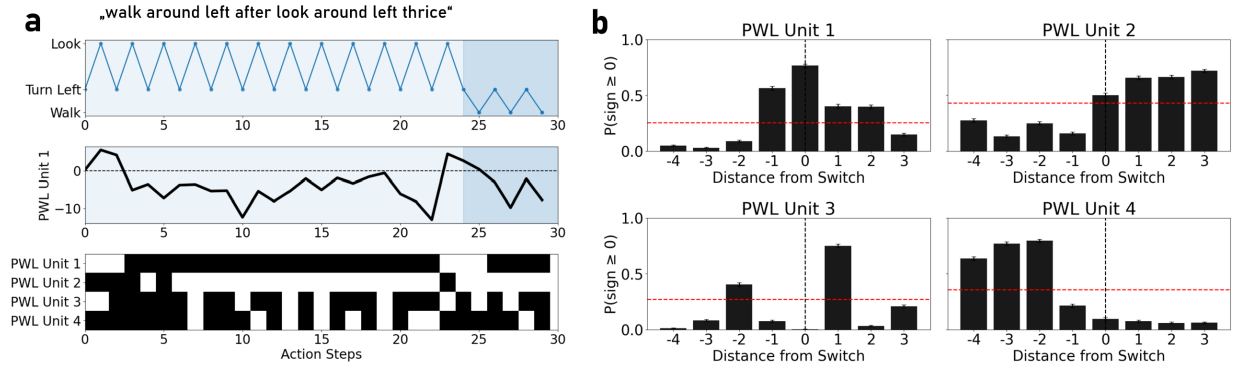 „walk around left after look around left thrice“
a
Look
Turn Left
Walk
0 5 10 15 20 25 30
PWL Unit 1
0
−10
0 5 10 15 20 25 30
PWL Unit 1
PWL Unit 2
PWL Unit 3
PWL Unit 4
0 5 10 15 20 25 30
Action Steps
b
PWL Unit 1
P(sign ≥ 0)
1.0
0.5
0.0
-4 -3 -2 -1 0 1 2 3
Distance from Switch
PWL Unit 2
-4 -3 -2 -1 0 1 2 3
Distance from Switch
PWL Unit 3
P(sign ≥ 0)
1.0
0.5
0.0
-4 -3 -2 -1 0 1 2 3
Distance from Switch
PWL Unit 4
-4 -3 -2 -1 0 1 2 3
Distance from Switch